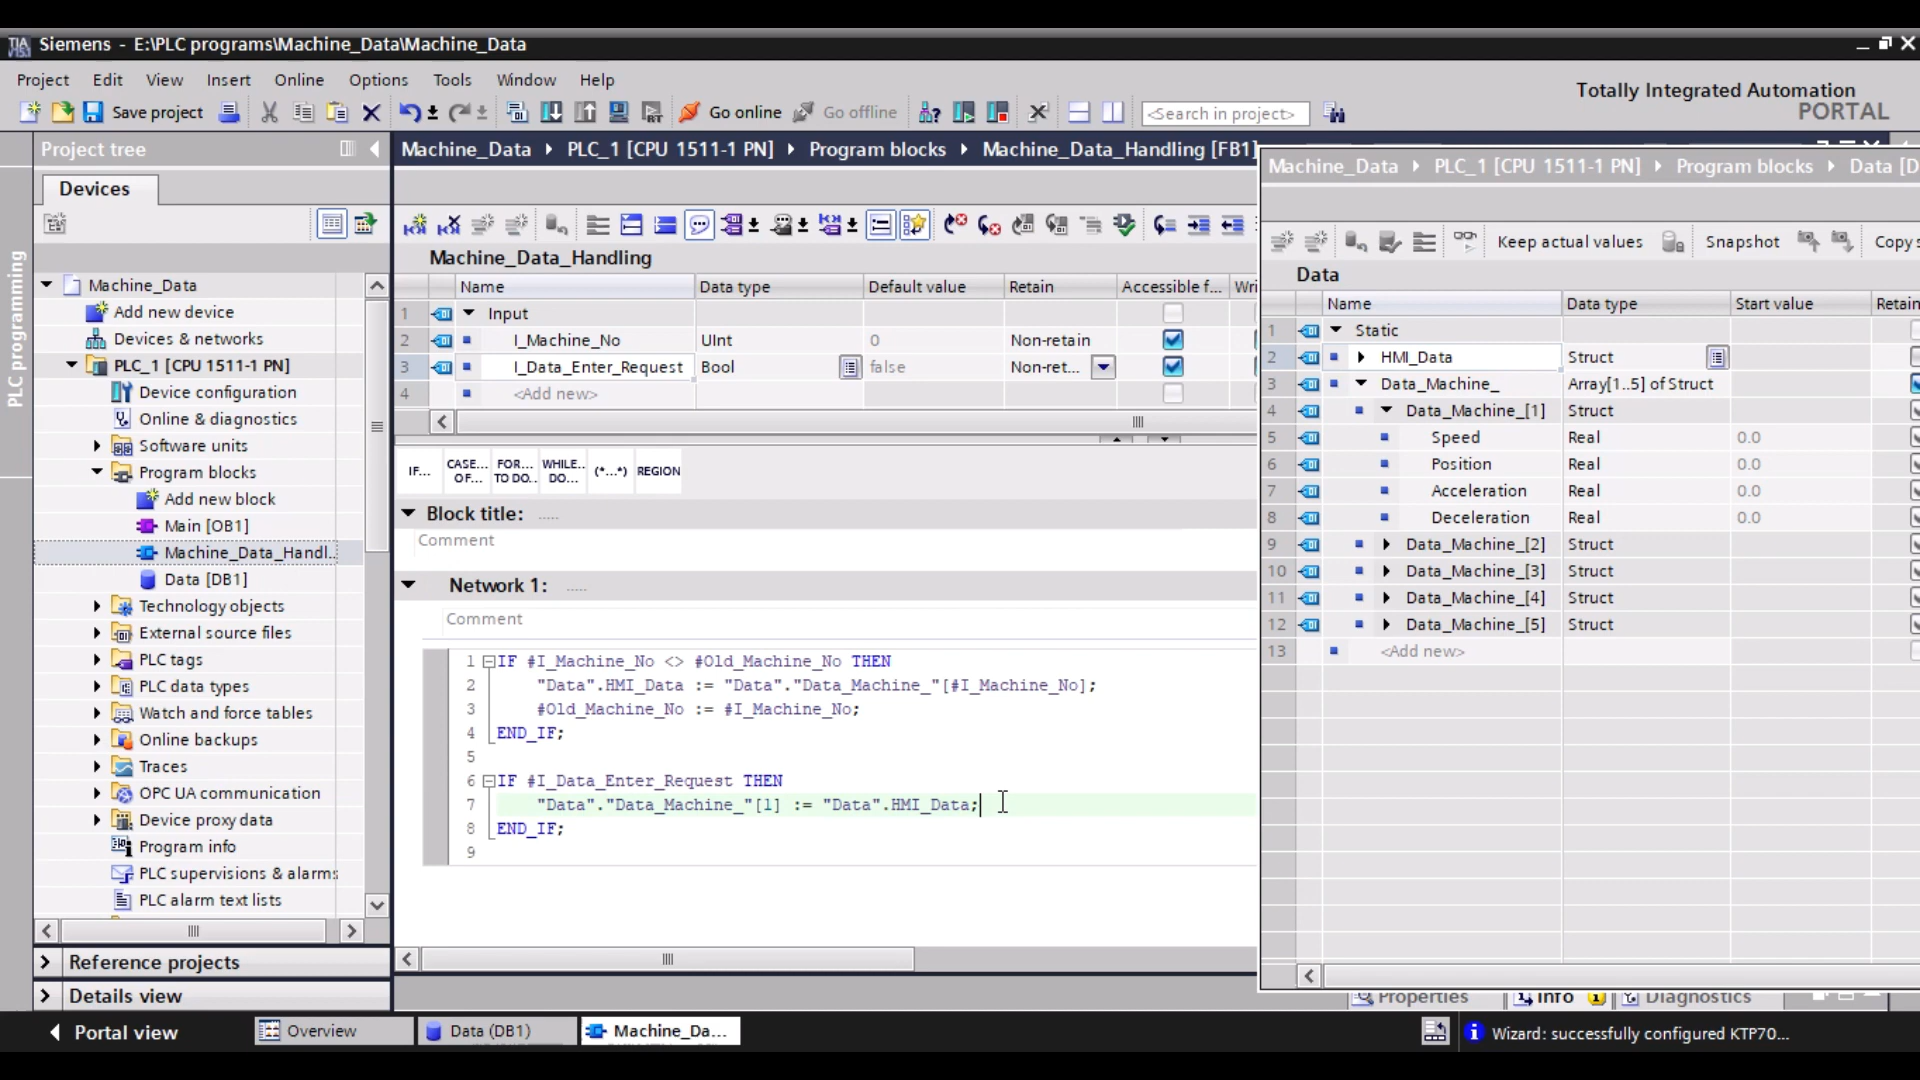 Siemens - E:\PLC programs\Machine_Data\Machine_Data
Project Edit View Insert Online Options Tools Window Help
Totally Integrated Automation
PORTAL
Save project
Go online
Go offline
<Search in project>
PLC programming
Project tree
Devices
Machine_Data
Add new device
Devices & networks
PLC_1 [CPU 1511-1 PN]
Device configuration
Online & diagnostics
Software units
Program blocks
Add new block
Main [OB1]
Machine_Data_Handl..
Data [DB1]
Technology objects
External source files
PLC tags
PLC data types
Watch and force tables
Online backups
Traces
OPC UA communication
Device proxy data
Program info
PLC supervisions & alarms
PLC alarm text lists
Reference projects
Details view
Machine_Data PLC_1 [CPU 1511-1 PN] Program blocks Machine_Data_Handling [FB1]
Machine_Data_Handling
Name Data type Default value Retain Accessible f... Wri
1 Input
2 I_Machine_No UInt 0 Non-retain
3 I_Data_Enter_Request Bool false Non-ret...
4 <Add new>
IF... CASE... OF... FOR... TO DO.. WHILE.. DO... (*...*) REGION
Block title: .....
Comment
Network 1: .....
Comment
1 IF #I_Machine_No <> #Old_Machine_No THEN
2 "Data".HMI_Data := "Data"."Data_Machine_"[#I_Machine_No];
3 #Old_Machine_No := #I_Machine_No;
4 END_IF;
5
6 IF #I_Data_Enter_Request THEN
7 "Data"."Data_Machine_"[1] := "Data".HMI_Data;
8 END_IF;
9
Machine_Data PLC_1 [CPU 1511-1 PN] Program blocks Data [D
Keep actual values Snapshot Copy s
Data
Name Data type Start value Retain
1 Static
2 HMI_Data Struct
3 Data_Machine_ Array[1..5] of Struct
4 Data_Machine_[1] Struct
5 Speed Real 0.0
6 Position Real 0.0
7 Acceleration Real 0.0
8 Deceleration Real 0.0
9 Data_Machine_[2] Struct
10 Data_Machine_[3] Struct
11 Data_Machine_[4] Struct
12 Data_Machine_[5] Struct
13 <Add new>
Properties Info Diagnostics
Portal view Overview Data (DB1) Machine_Da... Wizard: successfully configured KTP70...